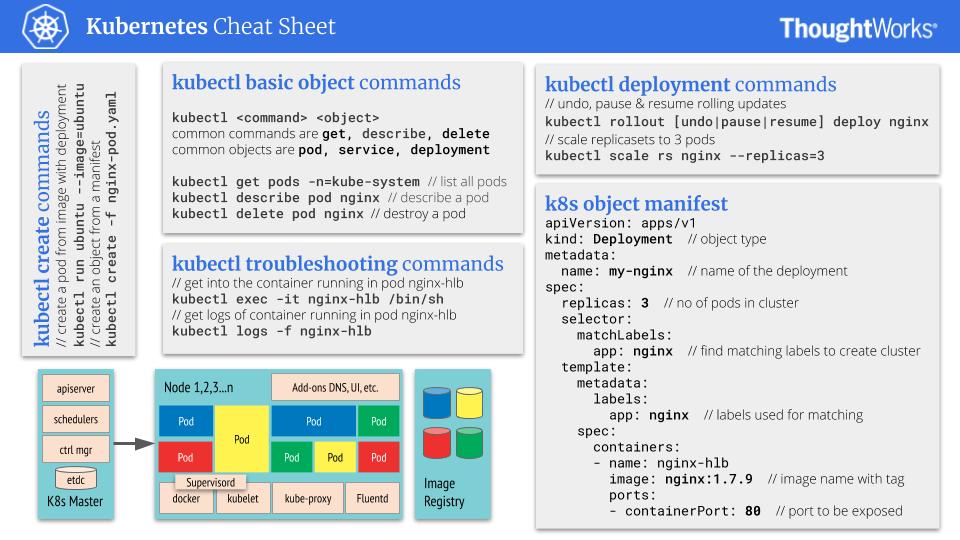 Kubernetes Cheat Sheet
ThoughtWorks®
kubectl create commands
// create a pod from image with deployment
kubectl run ubuntu --image=ubuntu
// create an object from a manifest
kubectl create -f nginx-pod.yaml
kubectl basic object commands
kubectl <command> <object>
common commands are get, describe, delete
common objects are pod, service, deployment
kubectl get pods -n=kube-system // list all pods
kubectl describe pod nginx // describe a pod
kubectl delete pod nginx // destroy a pod
kubectl troubleshooting commands
// get into the container running in pod nginx-hlb
kubectl exec -it nginx-hlb /bin/sh
// get logs of container running in pod nginx-hlb
kubectl logs -f nginx-hlb
kubectl deployment commands
// undo, pause & resume rolling updates
kubectl rollout [undo|pause|resume] deploy nginx
// scale replicasets to 3 pods
kubectl scale rs nginx --replicas=3
k8s object manifest
apiVersion: apps/v1
kind: Deployment // object type
metadata:
name: my-nginx // name of the deployment
spec:
replicas: 3 // no of pods in cluster
selector:
matchLabels:
app: nginx // find matching labels to create cluster
template:
metadata:
labels:
app: nginx // labels used for matching
spec:
containers:
- name: nginx-hlb
image: nginx:1.7.9 // image name with tag
ports:
- containerPort: 80 // port to be exposed
apiserver
schedulers
ctrl mgr
etdc
K8s Master
Node 1,2,3...n
Add-ons DNS, UI, etc.
Pod
Pod
Pod
Pod
Pod
Pod
Pod
Pod
Supervisord
docker
kubelet
kube-proxy
Fluentd
Image
Registry